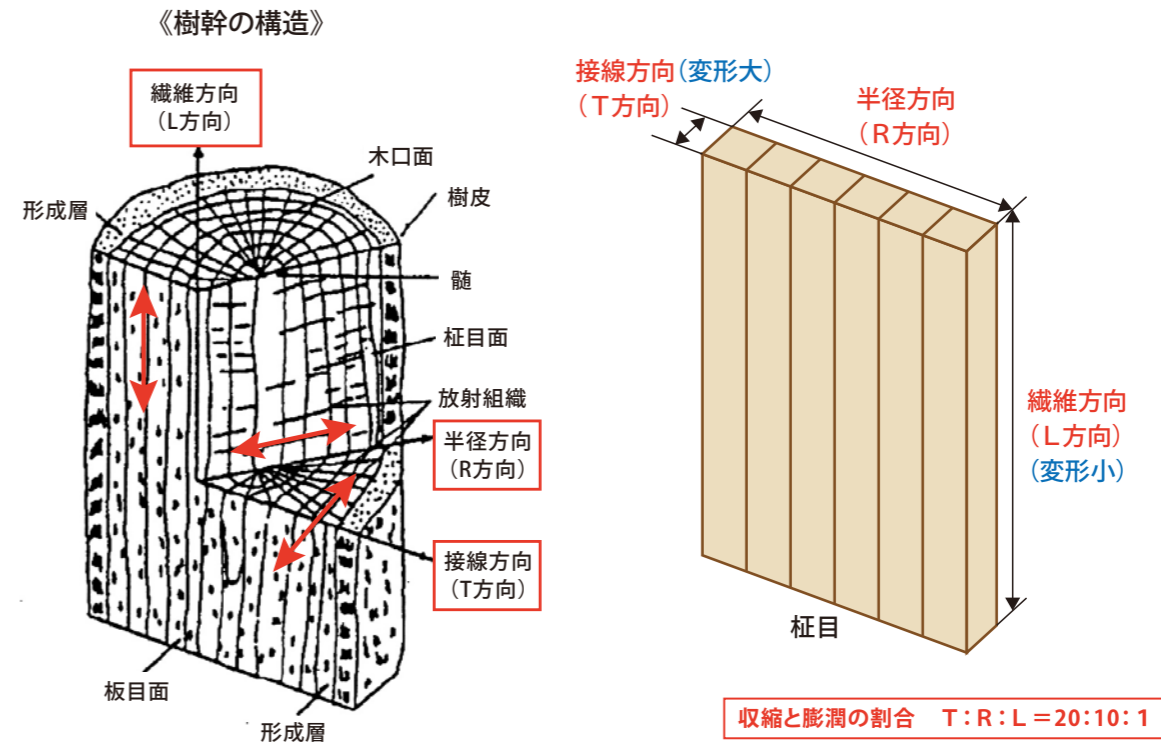 《樹幹の構造》
繊維方向
（L方向）
木口面
樹皮
形成層
髄
柾目面
放射組織
半径方向
（R方向）
接線方向
（T方向）
板目面
形成層
接線方向（変形大）
（Ｔ方向）
半径方向
（Ｒ方向）
繊維方向
（Ｌ方向）
（変形小）
柾目
収縮と膨潤の割合　Ｔ：Ｒ：Ｌ＝20：10：１